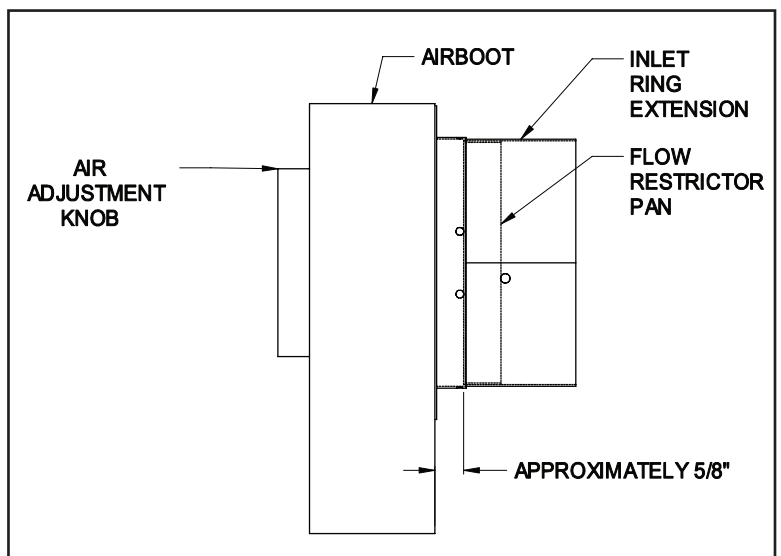 AIRBOOT
INLET
RING
EXTENSION
FLOW
RESTRICTOR
PAN
AIR
ADJUSTMENT
KNOB
APPROXIMATELY 5/8"